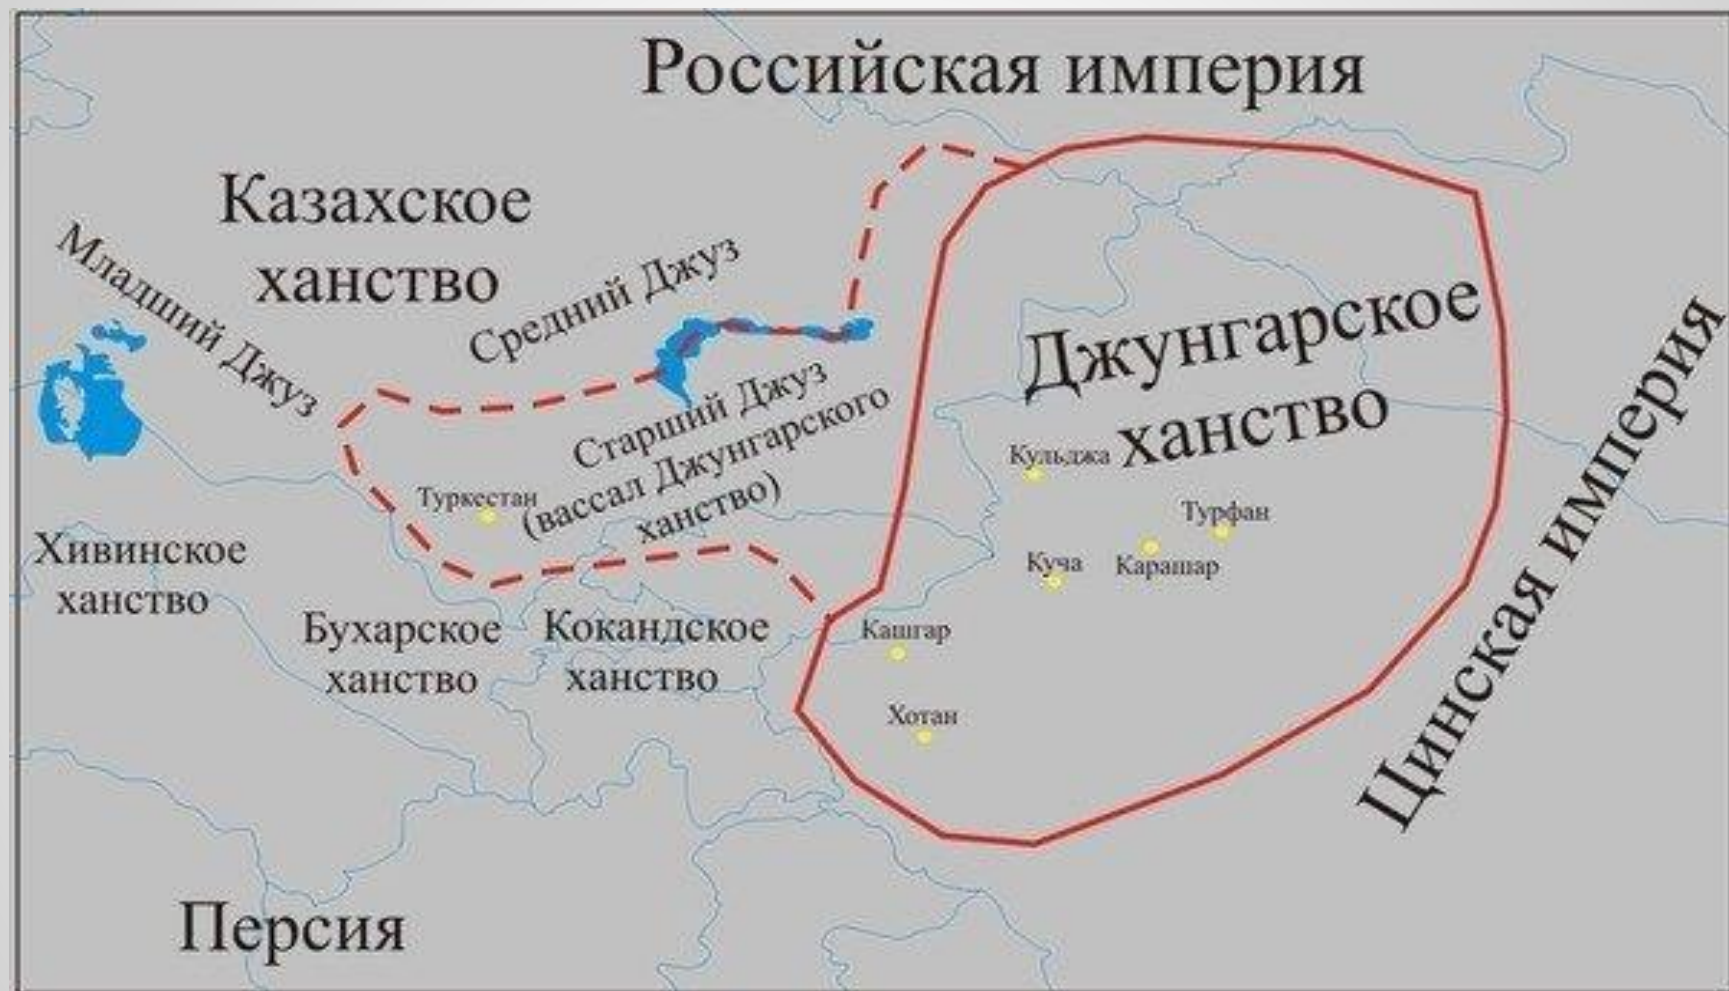 Российская империя
Казахское
ханство
Младший Джуз
Средний Джуз
Старший Джуз
(вассал Джунгарского
ханство)
Джунгарское
ханство
Цинская империя
Кульджа
Туркестан
Турфан
Куча
Карашар
Хивинское
ханство
Бухарское
ханство
Кокандское
ханство
Кашгар
Хотан
Персия